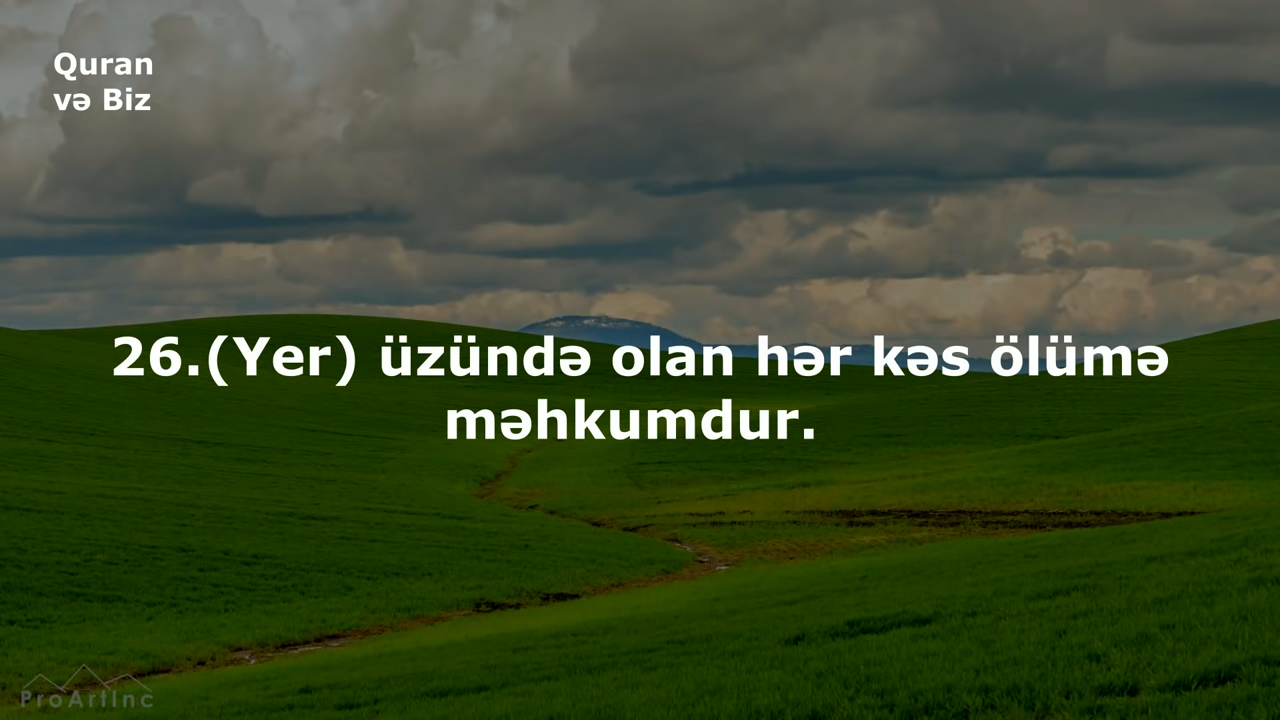 Quran
və Biz
26.(Yer) üzündə olan hər kəs ölümə
məhkumdur.
ProArtInc